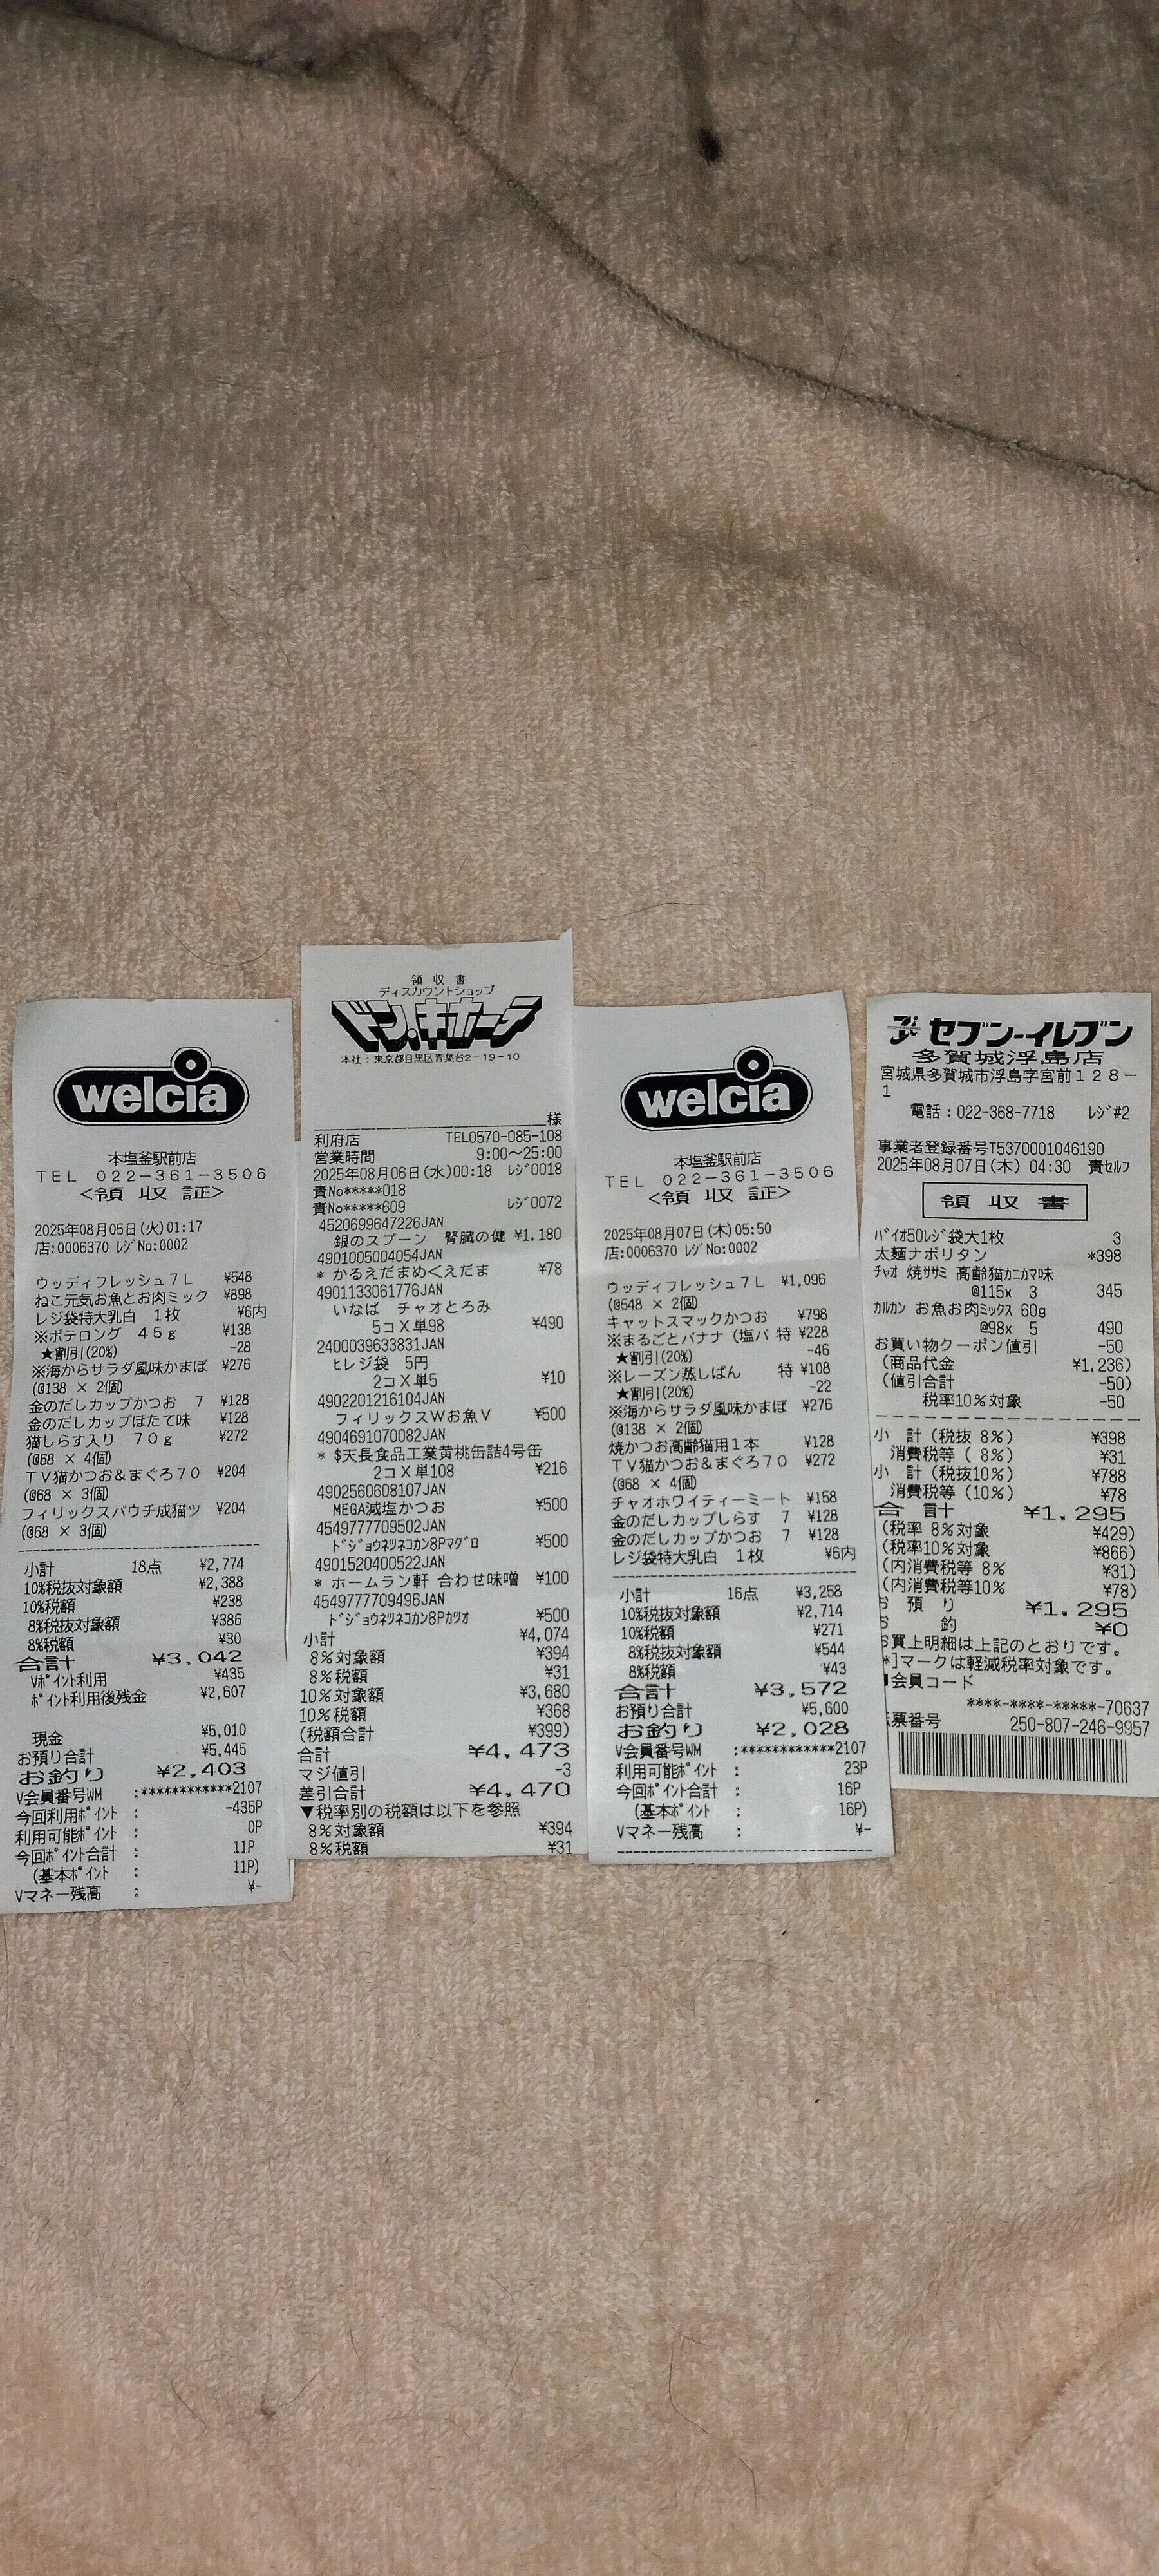 welcia
本塩釜駅前店
TEL 022-361-3506
<領 収 証>
2025年08月05日(火)01:17
店:0006370 レジNo:0002
ウッディフレッシュ7L ¥548
ねこ元気お魚とお肉ミック ¥898
レジ袋特大乳白 1枚 ¥6内
※ポテロング 45g ¥138
★割引(20%) -28
※海からサラダ風味かまぼ ¥276
(@138 × 2個)
金のだしカップかつお 7 ¥128
金のだしカップほたて味 ¥128
猫しらす入り 70g ¥272
(@68 × 4個)
TV猫かつお&まぐろ70 ¥204
(@68 × 3個)
フィリックスパウチ成猫ツ ¥204
(@68 × 3個)
小計 18点 ¥2,774
10%税抜対象額 ¥2,388
10%税額 ¥238
8%税抜対象額 ¥386
8%税額 ¥30
合計 ¥3,042
Vポイント利用 ¥435
ポイント利用後残金 ¥2,607
現金 ¥5,010
お預り合計 ¥5,445
お釣り ¥2,403
V会員番号WM :************2107
今回利用ポイント : -435P
利用可能ポイント : 0P
今回ポイント合計 : 11P
(基本ポイント : 11P)
Vマネー残高 : ¥-
領 収 書
ディスカウントショップ
ドン.キホーテ
本社:東京都目黒区青葉台2-19-10
様
利府店 TEL0570-085-108
営業時間 9:00~25:00
2025年08月06日(水)00:18 レジ0018
責No*****018
責No*****609 レジ0072
4520699647226JAN
銀のスプーン 腎臓の健 ¥1,180
4901005004054JAN
* かるえだまめくえだま ¥78
4901133061776JAN
いなば チャオとろみ
5コX単98 ¥490
2400039633831JAN
ヒレジ袋 5円
2コX単5 ¥10
4902201216104JAN
フィリックスWお魚V ¥500
4904691070082JAN
* $天長食品工業黄桃缶詰4号缶
2コX単108 ¥216
4902560608107JAN
MEGA減塩かつお ¥500
4549777709502JAN
ドジョウネツネコカン8Pマグロ ¥500
4901520400522JAN
* ホームラン軒 合わせ味噌 ¥100
4549777709496JAN
ドジョウネツネコカン8Pカツオ ¥500
小計 ¥4,074
8%対象額 ¥394
8%税額 ¥31
10%対象額 ¥3,680
10%税額 ¥368
(税額合計 ¥399)
合計 ¥4,473
マジ値引 -3
差引合計 ¥4,470
▼税率別の税額は以下を参照
8%対象額 ¥394
8%税額 ¥31
welcia
本塩釜駅前店
TEL 022-361-3506
<領 収 証>
2025年08月07日(木)05:50
店:0006370 レジNo:0002
ウッディフレッシュ7L ¥1,096
(@548 × 2個)
キャットスマックかつお ¥798
※まるごとバナナ(塩バ 特 ¥228
★割引(20%) -46
※レーズン蒸しぱん 特 ¥108
★割引(20%) -22
※海からサラダ風味かまぼ ¥276
(@138 × 2個)
焼かつお高齢猫用1本 ¥128
TV猫かつお&まぐろ70 ¥272
(@68 × 4個)
チャオホワイティーミート ¥158
金のだしカップしらす 7 ¥128
金のだしカップかつお 7 ¥128
レジ袋特大乳白 1枚 ¥6内
小計 16点 ¥3,258
10%税抜対象額 ¥2,714
10%税額 ¥271
8%税抜対象額 ¥544
8%税額 ¥43
合計 ¥3,572
お預り合計 ¥5,600
お釣り ¥2,028
V会員番号WM :************2107
利用可能ポイント : 23P
今回ポイント合計 : 16P
(基本ポイント : 16P)
Vマネー残高 : ¥-
セブン-イレブン
多賀城浮島店
宮城県多賀城市浮島字宮前128-
1
電話:022-368-7718 レジ#2
事業者登録番号T5370001046190
2025年08月07日(木) 04:30 責セルフ
領 収 書
バイオ50レジ袋大1枚 3
太麺ナポリタン *398
チャオ 焼ササミ 高齢猫カニカマ味
@115x 3 345
カルカン お魚お肉ミックス 60g
@98x 5 490
お買い物クーポン値引 -50
(商品代金 ¥1,236)
(値引合計 -50)
税率10%対象 -50
小 計(税抜 8%) ¥398
消費税等( 8%) ¥31
小 計(税抜10%) ¥788
消費税等(10%) ¥78
合 計 ¥1,295
(税率 8%対象 ¥429)
(税率10%対象 ¥866)
(内消費税等 8% ¥31)
(内消費税等10% ¥78)
お 預 り ¥1,295
お 釣 ¥0
お買上明細は上記のとおりです。
*]マークは軽減税率対象です。
会員コード
****-****-*****-70637
票番号 250-807-246-9957